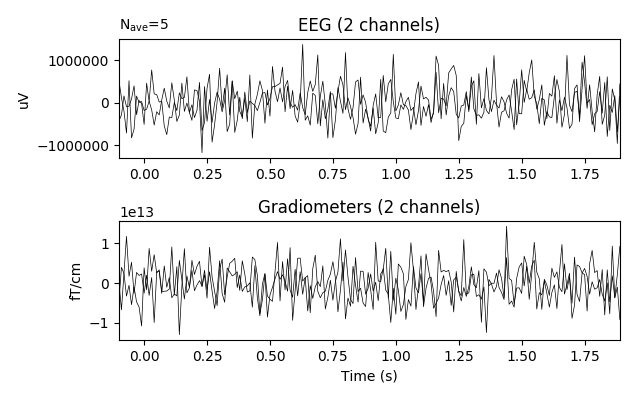 N_ave=5
EEG (2 channels)
1000000
0
−1000000
uV
0.00 0.25 0.50 0.75 1.00 1.25 1.50 1.75
1e13
Gradiometers (2 channels)
1
0
−1
fT/cm
0.00 0.25 0.50 0.75 1.00 1.25 1.50 1.75
Time (s)